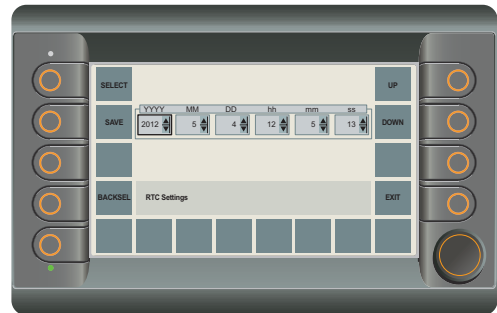 SELECT
UP
YYYY MM DD hh mm ss
SAVE
2012 5 4 12 5 13
DOWN
BACKSEL
RTC Settings
EXIT